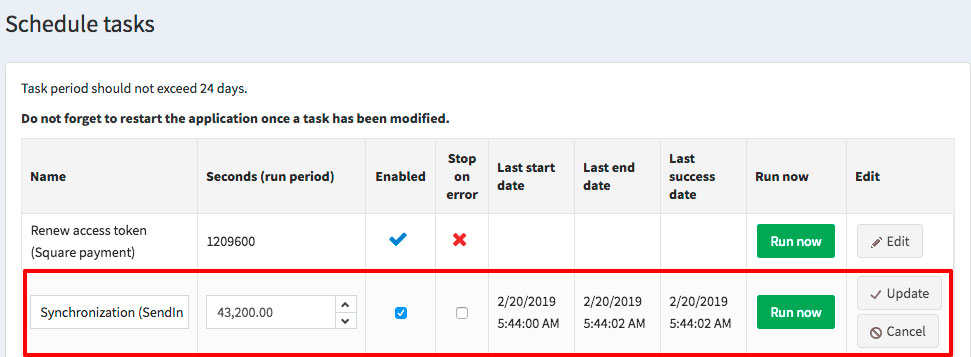 Schedule tasks
Task period should not exceed 24 days.
Do not forget to restart the application once a task has been modified.
Name Seconds (run period) Enabled Stop on error Last start date Last end date Last success date Run now Edit
Renew access token
(Square payment) 1209600 Run now Edit
Synchronization (SendIn 43,200.00 2/20/2019 5:44:00 AM 2/20/2019 5:44:02 AM 2/20/2019 5:44:02 AM Run now Update
Cancel